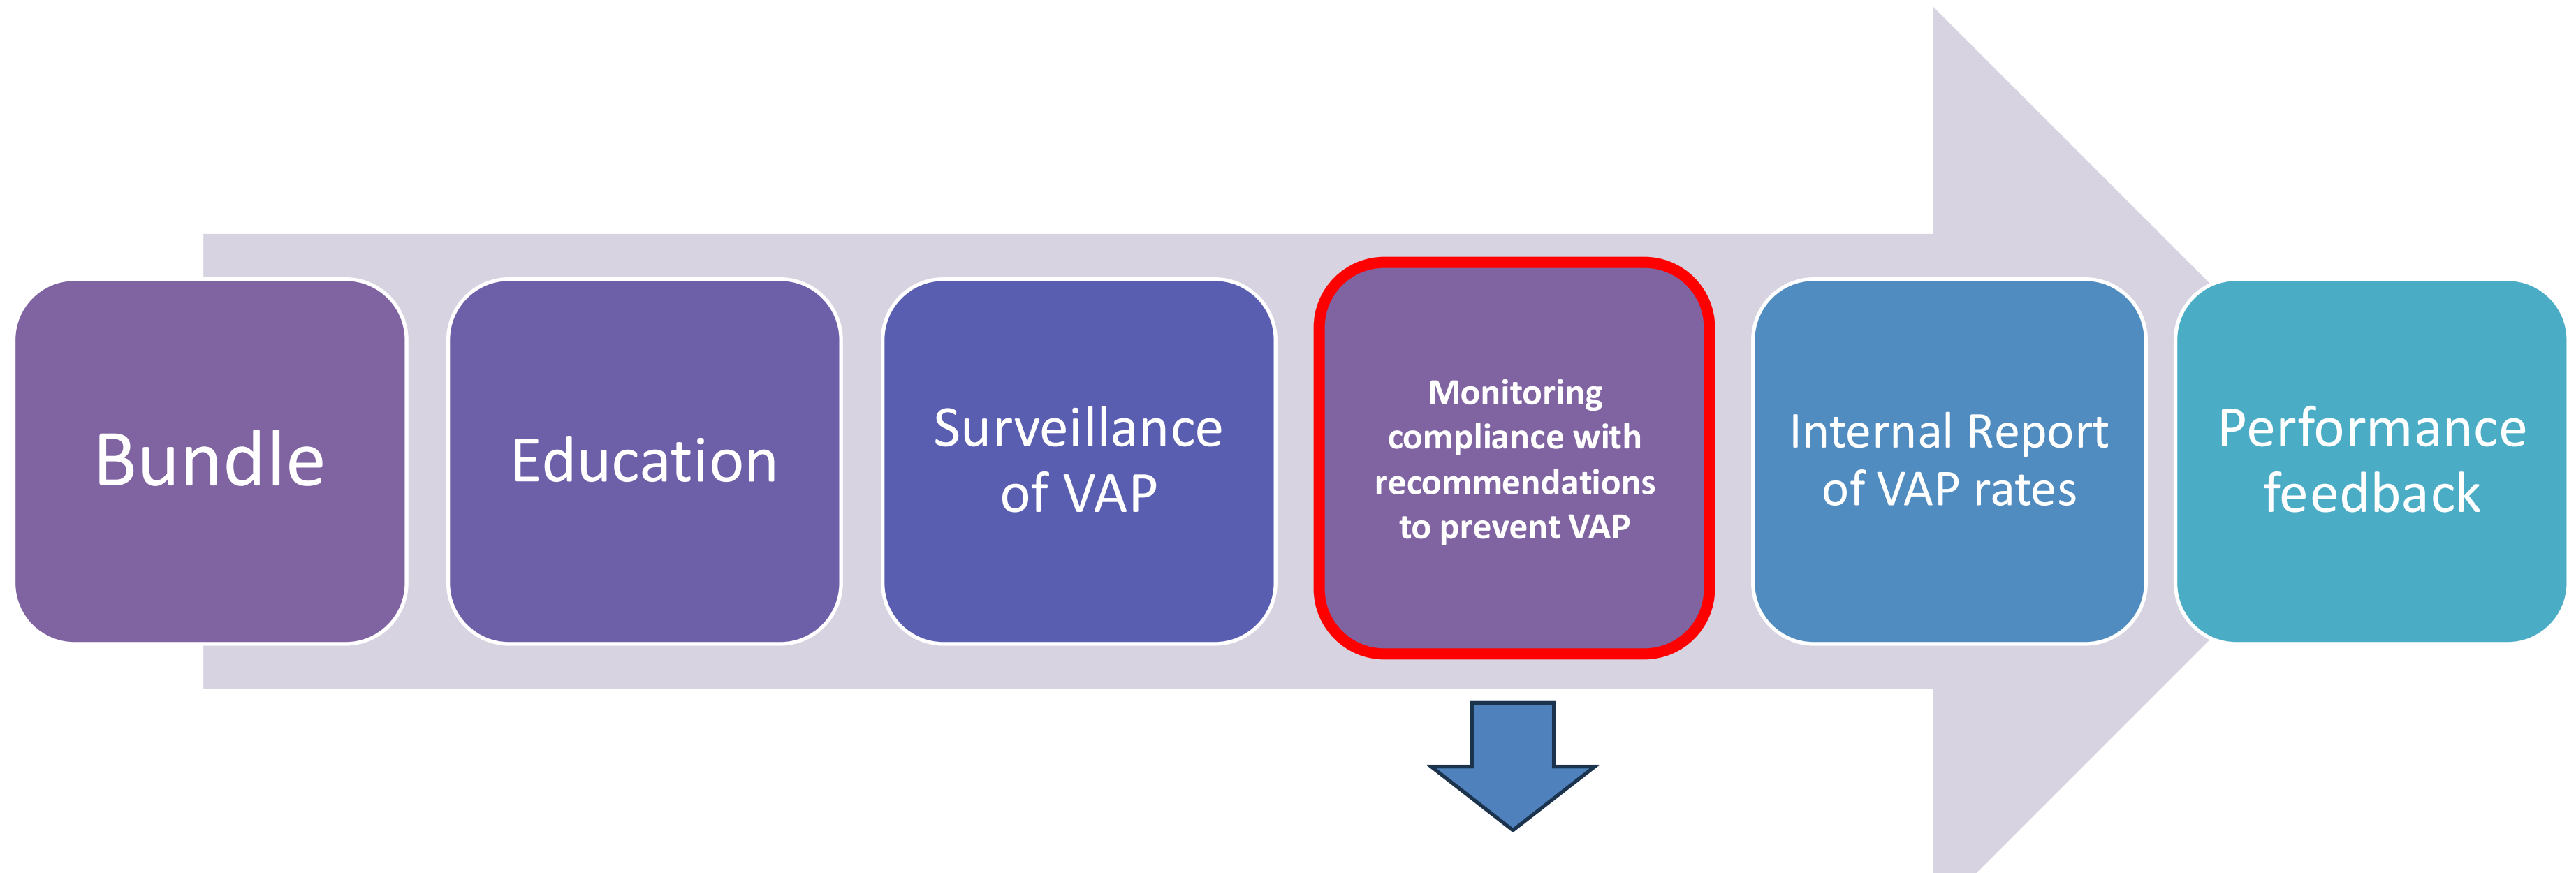 Bundle
Education
Surveillance
of VAP
Monitoring
compliance with
recommendations
to prevent VAP
Internal Report
of VAP rates
Performance
feedback